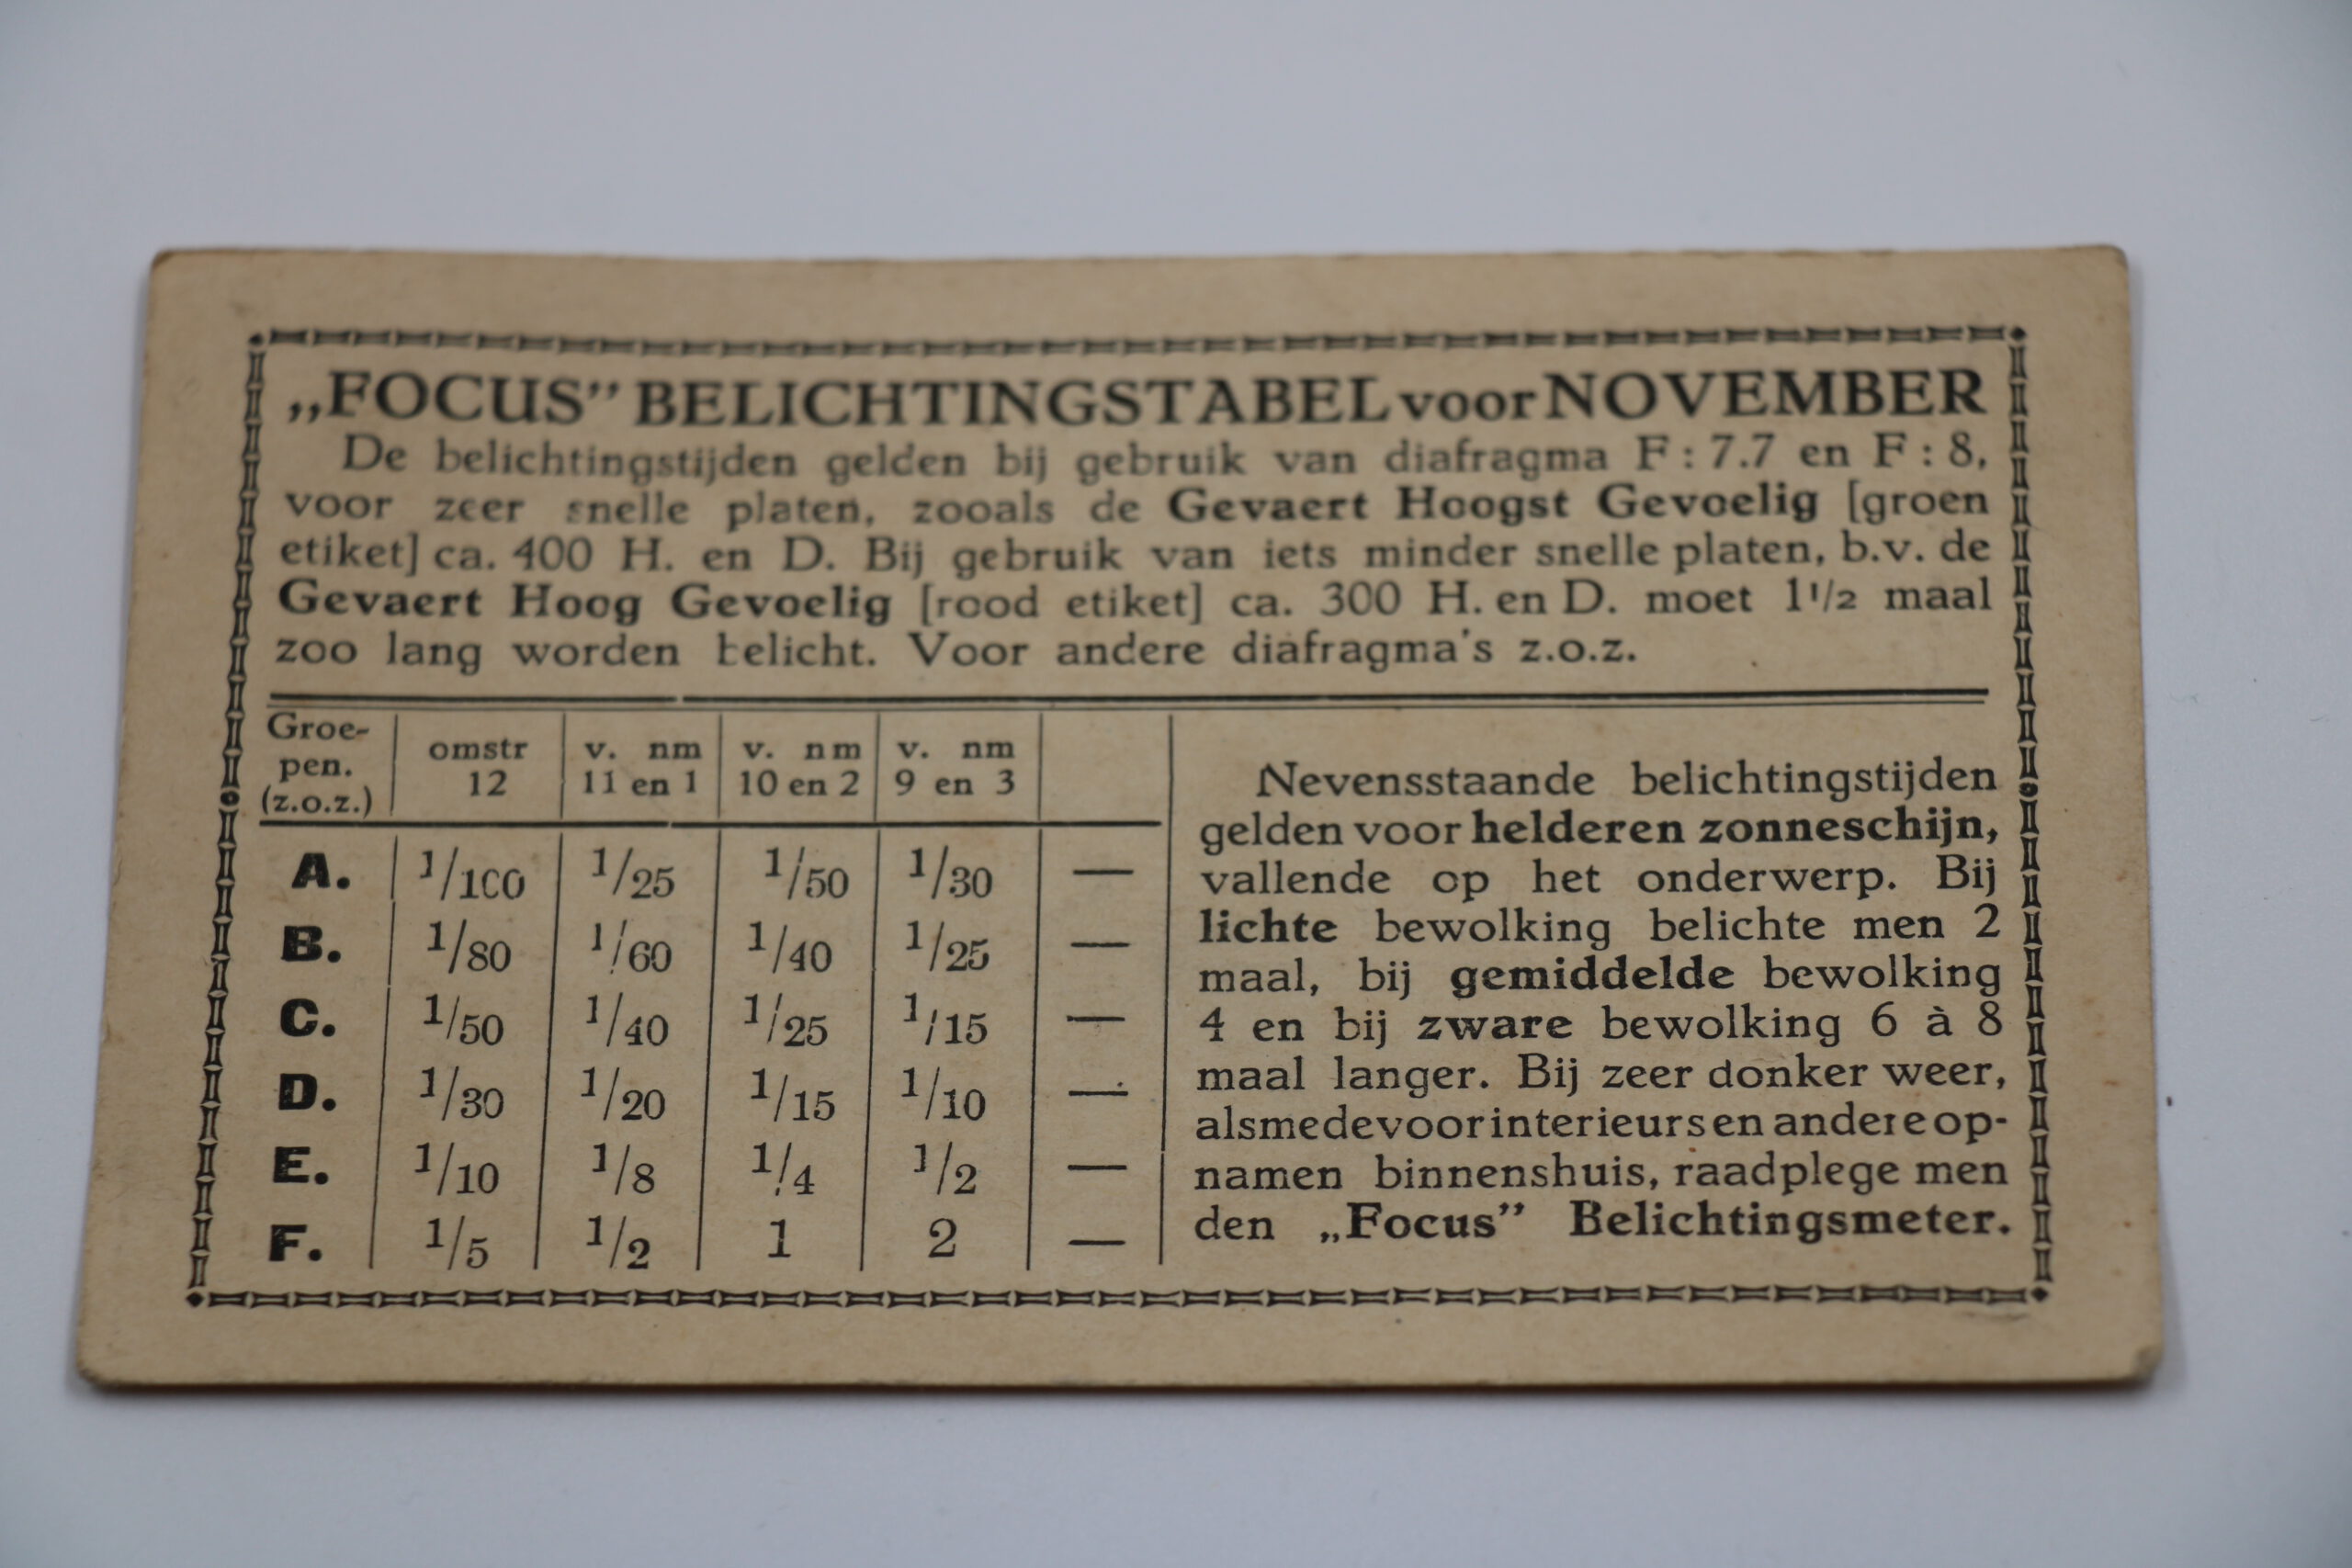 „FOCUS” BELICHTINGSTABEL voor NOVEMBER
De belichtingstijden gelden bij gebruik van diafragma F : 7.7 en F : 8,
voor zeer snelle platen, zooals de Gevaert Hoogst Gevoelig [groen
etiket] ca. 400 H. en D. Bij gebruik van iets minder snelle platen, b.v. de
Gevaert Hoog Gevoelig [rood etiket] ca. 300 H. en D. moet 1 1/2 maal
zoo lang worden belicht. Voor andere diafragma's z.o.z.
Groe-
pen.
(z.o.z.)
omstr
12
v. nm
11 en 1
v. nm
10 en 2
v. nm
9 en 3
A. 1/100 1/25 1/50 1/30 —
B. 1/80 1/60 1/40 1/25 —
C. 1/50 1/40 1/25 1/15 —
D. 1/30 1/20 1/15 1/10 —
E. 1/10 1/8 1/4 1/2 —
F. 1/5 1/2 1 2 —
Nevensstaande belichtingstijden
gelden voor helderen zonneschijn,
vallende op het onderwerp. Bij
lichte bewolking belichte men 2
maal, bij gemiddelde bewolking
4 en bij zware bewolking 6 à 8
maal langer. Bij zeer donker weer,
alsmede voor interieurs en andere op-
namen binnenshuis, raadplege men
den „Focus” Belichtingsmeter.